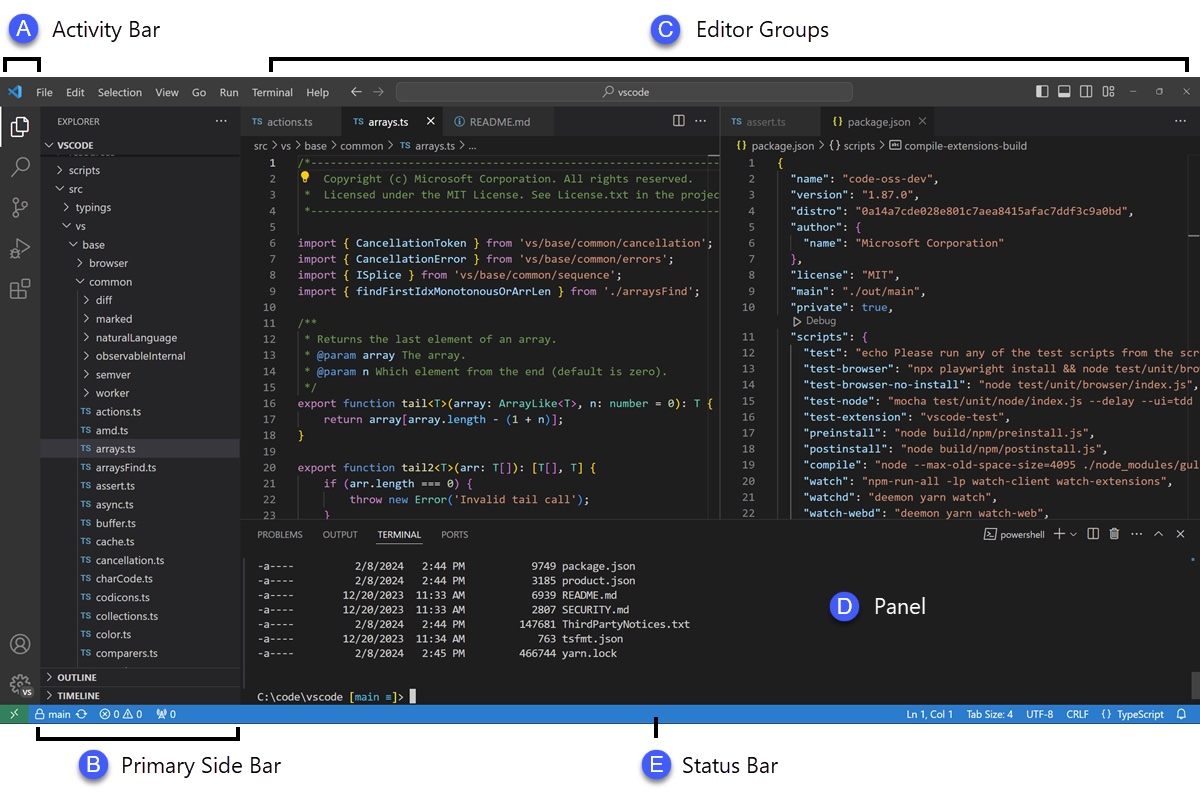 A Activity Bar
C Editor Groups
File Edit Selection View Go Run Terminal Help
vscode
EXPLORER
VSCODE
scripts
src
typings
vs
base
browser
common
diff
marked
naturalLanguage
observableInternal
semver
worker
TS actions.ts
TS amd.ts
TS arrays.ts
TS arraysFind.ts
TS assert.ts
TS async.ts
TS buffer.ts
TS cache.ts
TS cancellation.ts
TS charCode.ts
TS codicons.ts
TS collections.ts
TS color.ts
TS comparers.ts
OUTLINE
TIMELINE
VS
TS actions.ts TS arrays.ts README.md
src > vs > base > common > TS arrays.ts > ...
1 /*---------------------------------------------------------------
2 * Copyright (c) Microsoft Corporation. All rights reserved.
3 * Licensed under the MIT License. See License.txt in the projec
4 *---------------------------------------------------------------
5
6 import { CancellationToken } from 'vs/base/common/cancellation';
7 import { CancellationError } from 'vs/base/common/errors';
8 import { ISplice } from 'vs/base/common/sequence';
9 import { findFirstIdxMonotonousOrArrLen } from './arraysFind';
10
11 /**
12 * Returns the last element of an array.
13 * @param array The array.
14 * @param n Which element from the end (default is zero).
15 */
16 export function tail<T>(array: ArrayLike<T>, n: number = 0): T {
17 return array[array.length - (1 + n)];
18 }
19
20 export function tail2<T>(arr: T[]): [T[], T] {
21 if (arr.length === 0) {
22 throw new Error('Invalid tail call');
23 }
TS assert.ts {} package.json
{} package.json > {} scripts > abc compile-extensions-build
1 {
2 "name": "code-oss-dev",
3 "version": "1.87.0",
4 "distro": "0a14a7cde028e801c7aea8415afac7ddf3c9a0bd",
5 "author": {
6 "name": "Microsoft Corporation"
7 },
8 "license": "MIT",
9 "main": "./out/main",
10 "private": true,
Debug
11 "scripts": {
12 "test": "echo Please run any of the test scripts from the scr
13 "test-browser": "npx playwright install && node test/unit/bro
14 "test-browser-no-install": "node test/unit/browser/index.js",
15 "test-node": "mocha test/unit/node/index.js --delay --ui=tdd
16 "test-extension": "vscode-test",
17 "preinstall": "node build/npm/preinstall.js",
18 "postinstall": "node build/npm/postinstall.js",
19 "compile": "node --max-old-space-size=4095 ./node_modules/gul
20 "watch": "npm-run-all -lp watch-client watch-extensions",
21 "watchd": "deemon yarn watch",
22 "watch-webd": "deemon yarn watch-web",
PROBLEMS OUTPUT TERMINAL PORTS
powershell
-a---- 2/8/2024 2:44 PM 9749 package.json
-a---- 2/8/2024 2:44 PM 3185 product.json
-a---- 12/20/2023 11:33 AM 6939 README.md
-a---- 12/20/2023 11:33 AM 2807 SECURITY.md
-a---- 2/8/2024 2:44 PM 147681 ThirdPartyNotices.txt
-a---- 12/20/2023 11:34 AM 763 tsfmt.json
-a---- 2/8/2024 2:45 PM 466744 yarn.lock
C:\code\vscode [main ≡]>
D Panel
main 0 0 0
Ln 1, Col 1 Tab Size: 4 UTF-8 CRLF {} TypeScript
B Primary Side Bar
E Status Bar